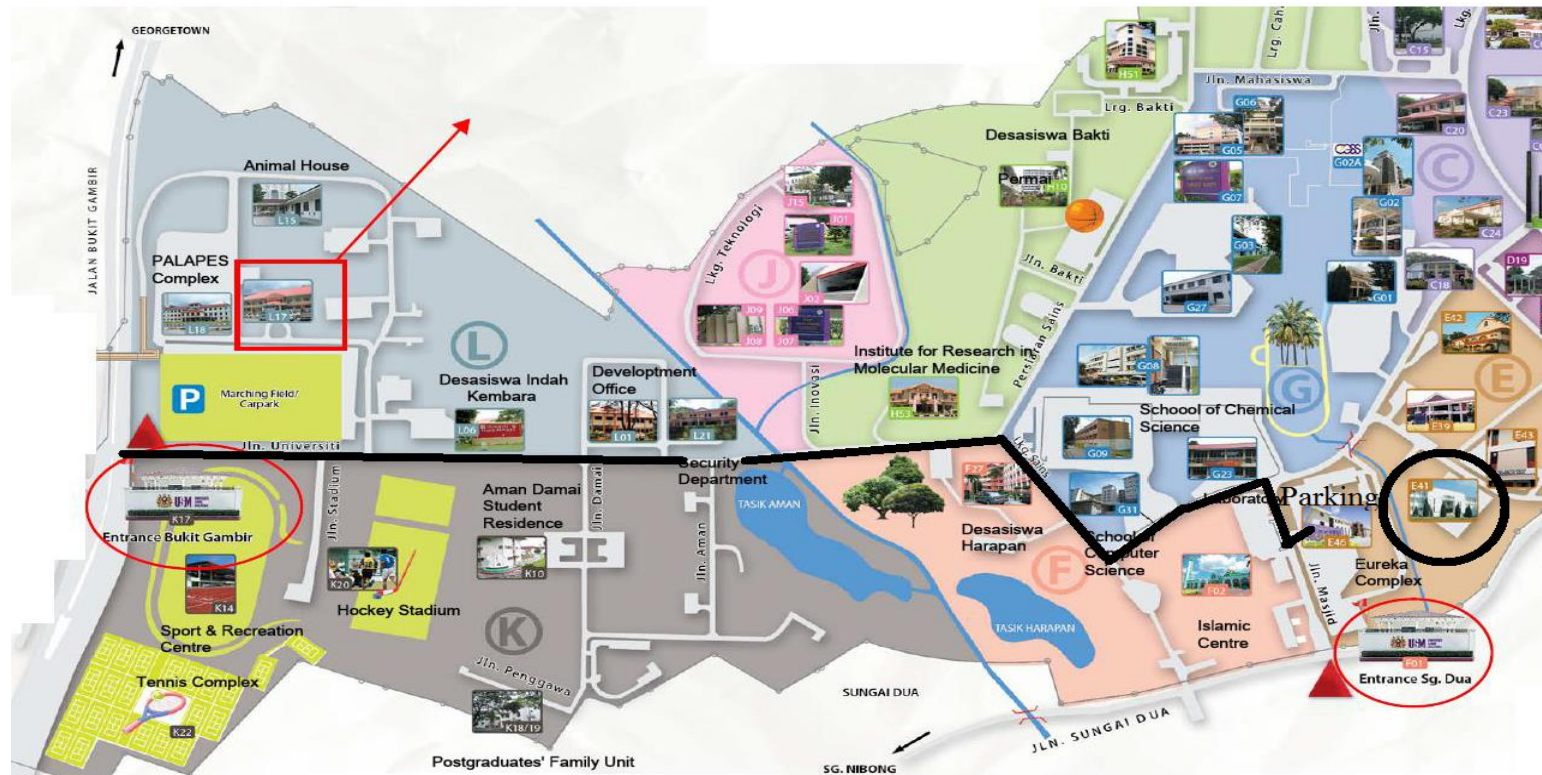 GEORGETOWN
JALAN BUKIT GAMBIR
Animal House
L15
PALAPES
Complex
L18
L17
P
Marching Field/
Carpark
L
Desasiswa Indah
Kembara
L06
Development
Office
L01
L21
Security
Department
Jln. Universiti
USM
K17
Entrance Bukit Gambir
K14
Sport & Recreation
Centre
Tennis Complex
K22
Jln. Stadium
K20
Hockey Stadium
Aman Damai
Student
Residence
K10
Jln. Damai
Jln. Aman
K
Jln. Penggawa
K18/19
Postgraduates' Family Unit
TASIK AMAN
Lkg. Teknologi
J15
J01
J
J03
J09
J08
J06
J07
Jln. Inovasi
Institute for Research in
Molecular Medicine
H53
H51
Lrg. Bakti
Desasiswa Bakti
Permai
H10
Jln. Bakti
Persiaran Sains
Jln. Mahasiswa
G06
G05
G07
G03
G27
G02A
G02
G01
G08
G
Schoool of Chemical
Science
G09
G23
Lkg. Sains
G31
School of
Computer
Science
F27
Desasiswa
Harapan
F
TASIK HARAPAN
F02
Islamic
Centre
Parking
E46
Eureka
Complex
Jln. Masjid
E41
E42
E
E39
E43
C15
C23
C20
C
C24
C18
D19
USM
F01
Entrance Sg. Dua
SUNGAI DUA
JLN. SUNGAI DUA
SG. NIBONG